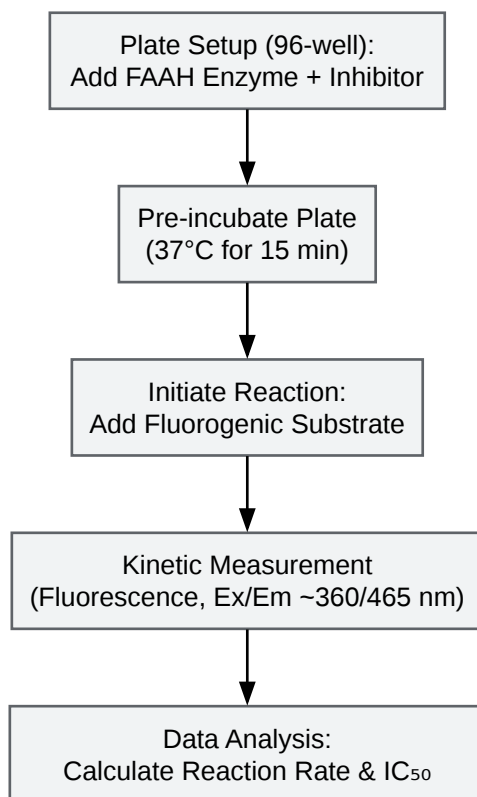 Plate Setup (96-well):
Add FAAH Enzyme + Inhibitor
Pre-incubate Plate
(37°C for 15 min)
Initiate Reaction:
Add Fluorogenic Substrate
Kinetic Measurement
(Fluorescence, Ex/Em ~360/465 nm)
Data Analysis:
Calculate Reaction Rate & IC₅₀